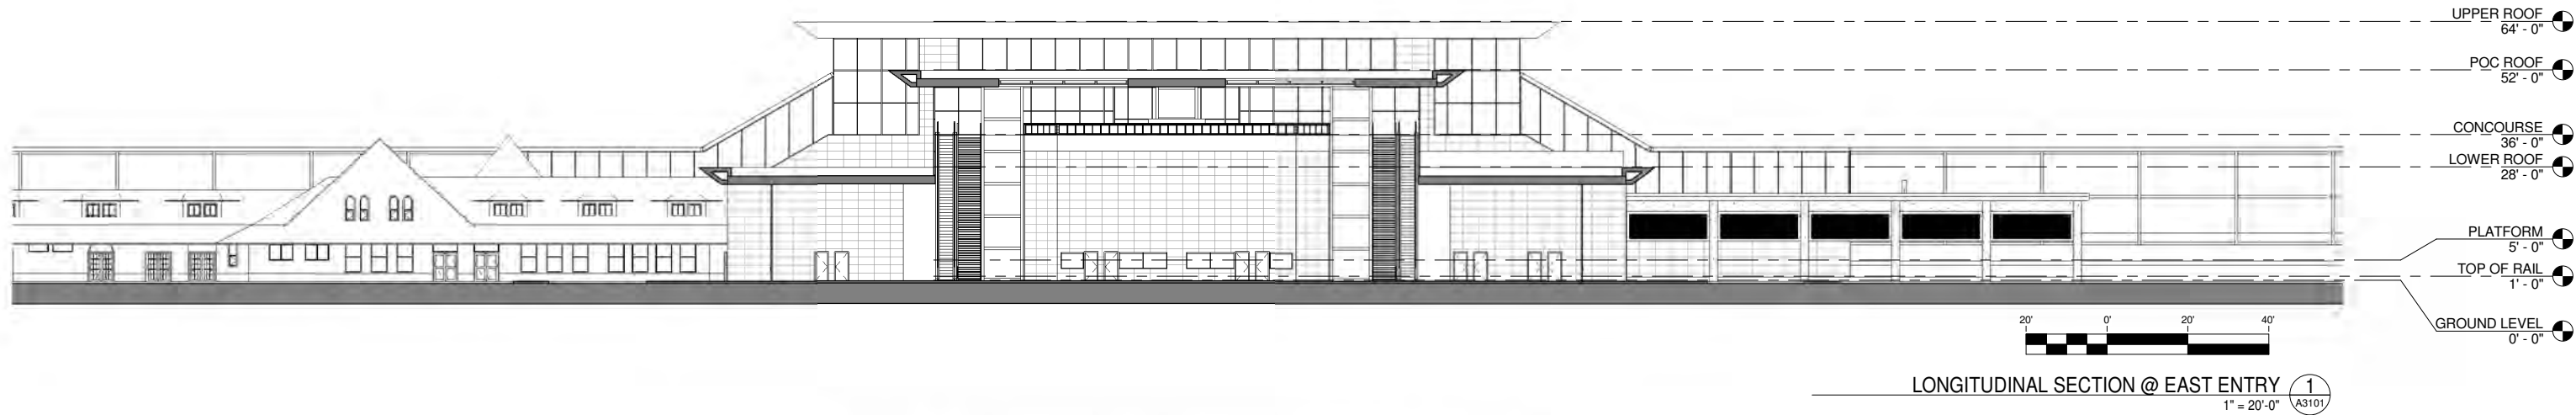 UPPER ROOF
64' - 0"
POC ROOF
52' - 0"
CONCOURSE
36' - 0"
LOWER ROOF
28' - 0"
PLATFORM
5' - 0"
TOP OF RAIL
1' - 0"
GROUND LEVEL
0' - 0"
20' 0' 20' 40'
LONGITUDINAL SECTION @ EAST ENTRY 1
1" = 20'-0" A3101